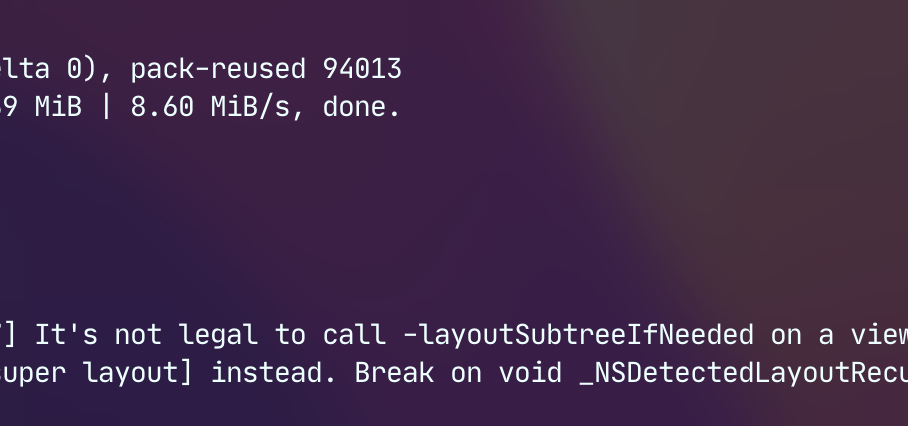 lta 0), pack-reused 94013
9 MiB | 8.60 MiB/s, done.
] It's not legal to call -layoutSubtreeIfNeeded on a view
super layout] instead. Break on void _NSDetectedLayoutRecu